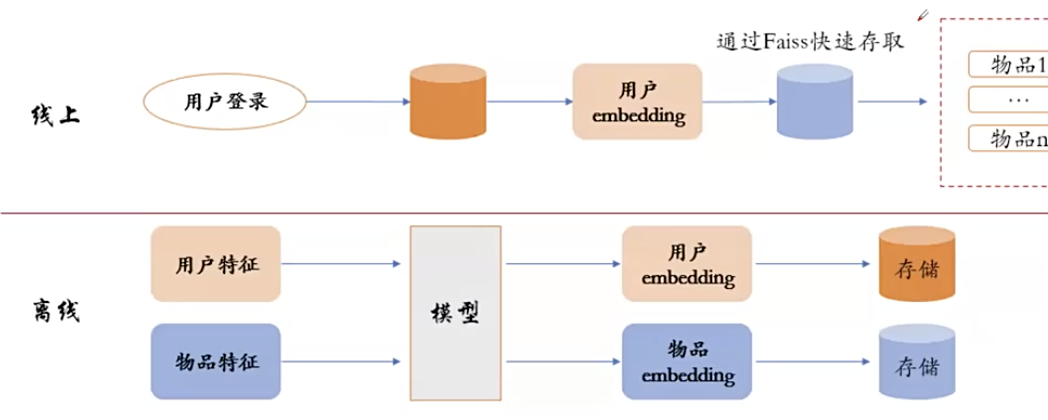 通过Faiss快速存取
线上
用户登录
用户
embedding
物品1
...
物品n
离线
用户特征
物品特征
模型
用户
embedding
存储
物品
embedding
存储